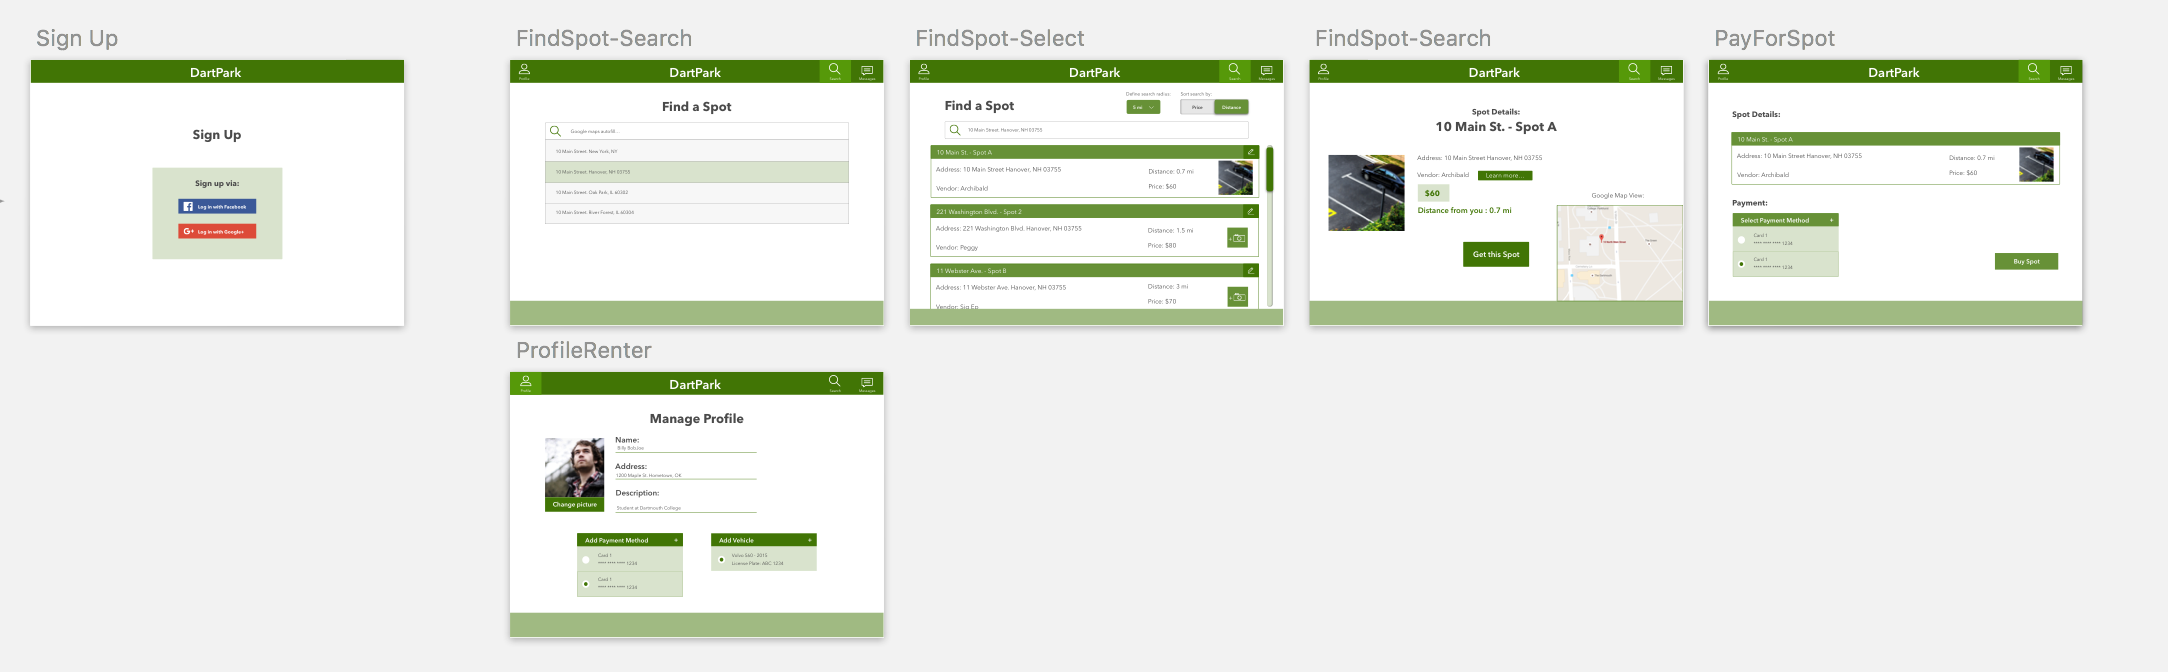 Sign Up
DartPark
Sign Up
Sign up via:
Log in with Facebook
G+ Log in with Google+
FindSpot-Search
Profile
DartPark
Search
Messages
Find a Spot
Google maps autofill...
10 Main Street. New York, NY
10 Main Street. Hanover, NH 03755
10 Main Street. Oak Park, IL 60302
10 Main Street. River Forest, IL 60304
FindSpot-Select
Profile
DartPark
Search
Messages
Find a Spot
Define search radius
5 mi
Sort search by:
Price
Distance
10 Main Street. Hanover, NH 03755
10 Main St. - Spot A
Address: 10 Main Street Hanover, NH 03755
Distance: 0.7 mi
Vendor: Archibald
Price: $60
221 Washington Blvd. - Spot 2
Address: 221 Washington Blvd. Hanover, NH 03755
Distance: 1.5 mi
Vendor: Peggy
Price: $80
11 Webster Ave. - Spot B
Address: 11 Webster Ave. Hanover, NH 03755
Distance: 3 mi
Vendor: Sig Ep
Price: $70
FindSpot-Search
Profile
DartPark
Search
Messages
Spot Details:
10 Main St. - Spot A
Address: 10 Main Street Hanover, NH 03755
Vendor: Archibald
Learn more...
$60
Distance from you : 0.7 mi
Google Map View:
Get this Spot
PayForSpot
Profile
DartPark
Search
Messages
Spot Details:
10 Main St. - Spot A
Address: 10 Main Street Hanover, NH 03755
Distance: 0.7 mi
Vendor: Archibald
Price: $60
Payment:
Select Payment Method +
Card 1
**** **** **** 1234
Card 1
**** **** **** 1234
Buy Spot
ProfileRenter
Profile
DartPark
Search
Messages
Manage Profile
Name:
Address:
1200 Maple St. Hometown, OK
Description:
Student at Dartmouth College
Change picture
Add Payment Method +
Card 1
**** **** **** 1234
Card 1
**** **** **** 1234
Add Vehicle +
Volvo S60 - 2015
License Plate: ABC 1234